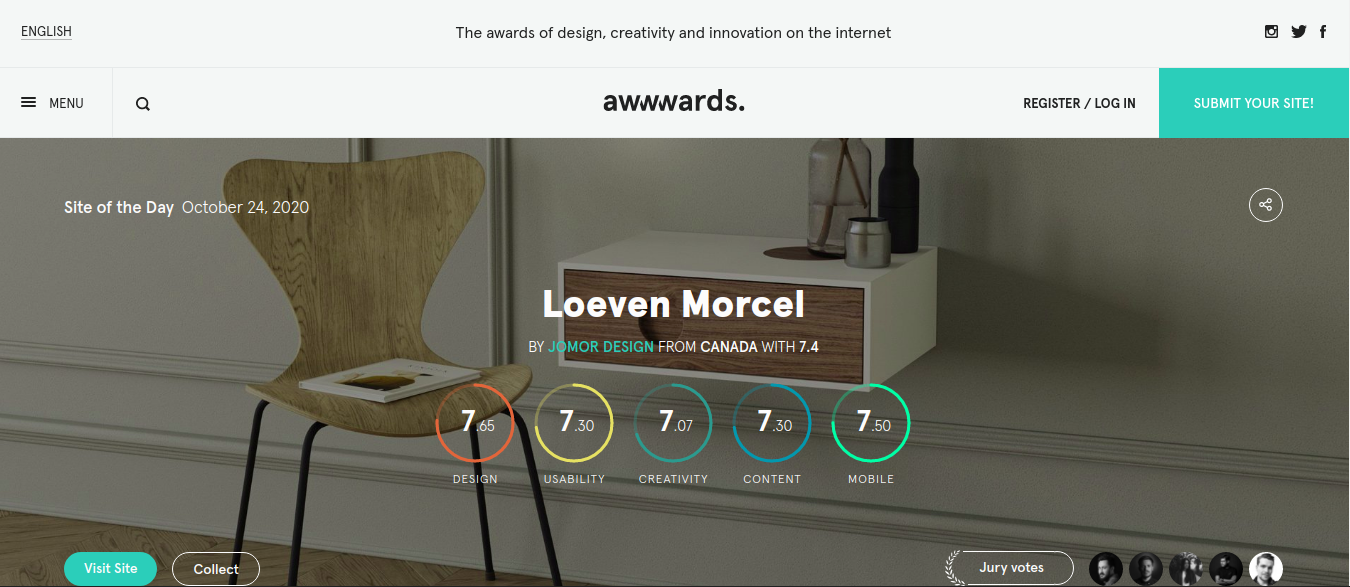 ENGLISH
The awards of design, creativity and innovation on the internet
MENU
awwwards.
REGISTER / LOG IN
SUBMIT YOUR SITE!
Site of the Day October 24, 2020
Loeven Morcel
BY JOMOR DESIGN FROM CANADA WITH 7.4
7.65
7.30
7.07
7.30
7.50
DESIGN
USABILITY
CREATIVITY
CONTENT
MOBILE
Visit Site
Collect
Jury votes